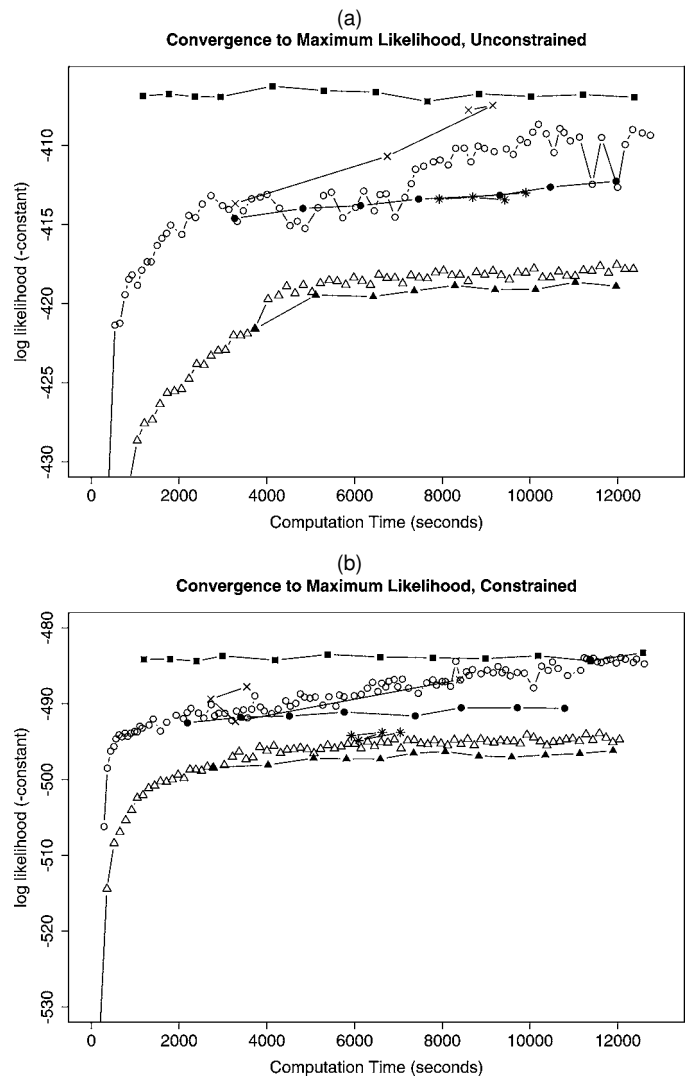 (a)
Convergence to Maximum Likelihood, Unconstrained
log likelihood (-constant)
-410
-415
-420
-425
-430
0 2000 4000 6000 8000 10000 12000
Computation Time (seconds)
(b)
Convergence to Maximum Likelihood, Constrained
log likelihood (-constant)
-480
-490
-500
-510
-520
-530
0 2000 4000 6000 8000 10000 12000
Computation Time (seconds)